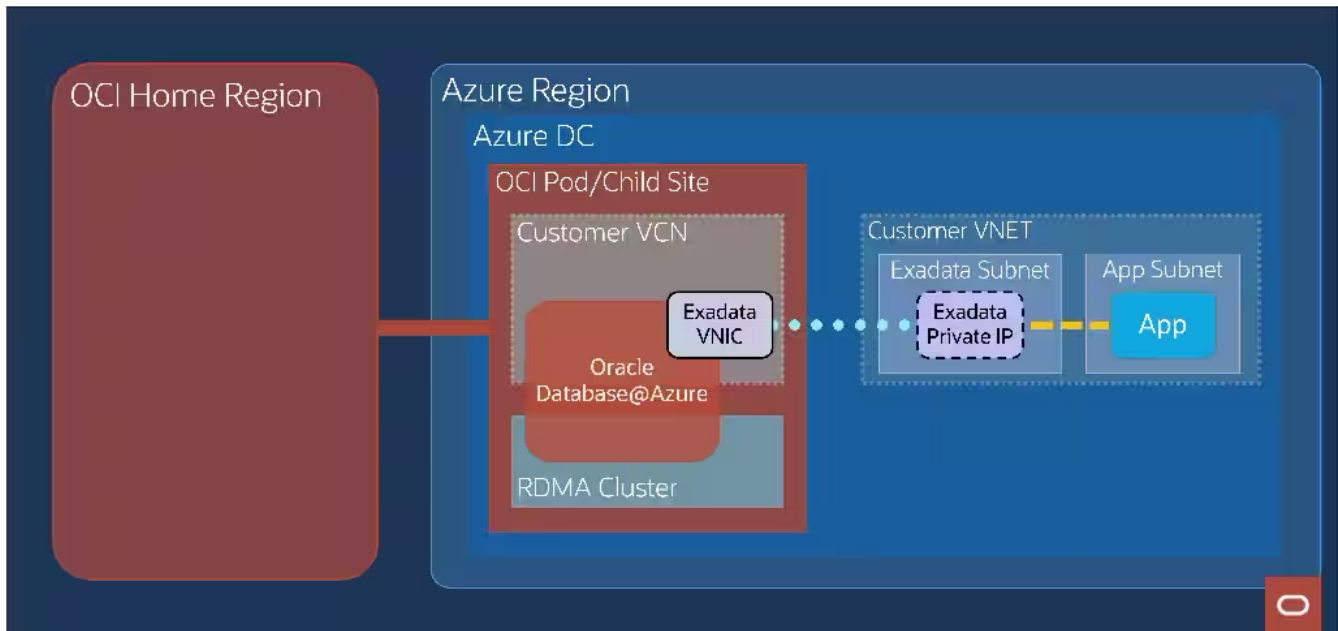 OCI Home Region
Azure Region
Azure DC
OCI Pod/Child Site
Customer VCN
Exadata
VNIC
Oracle
Database@Azure
RDMA Cluster
Customer VNET
Exadata Subnet
Exadata
Private IP
App Subnet
App